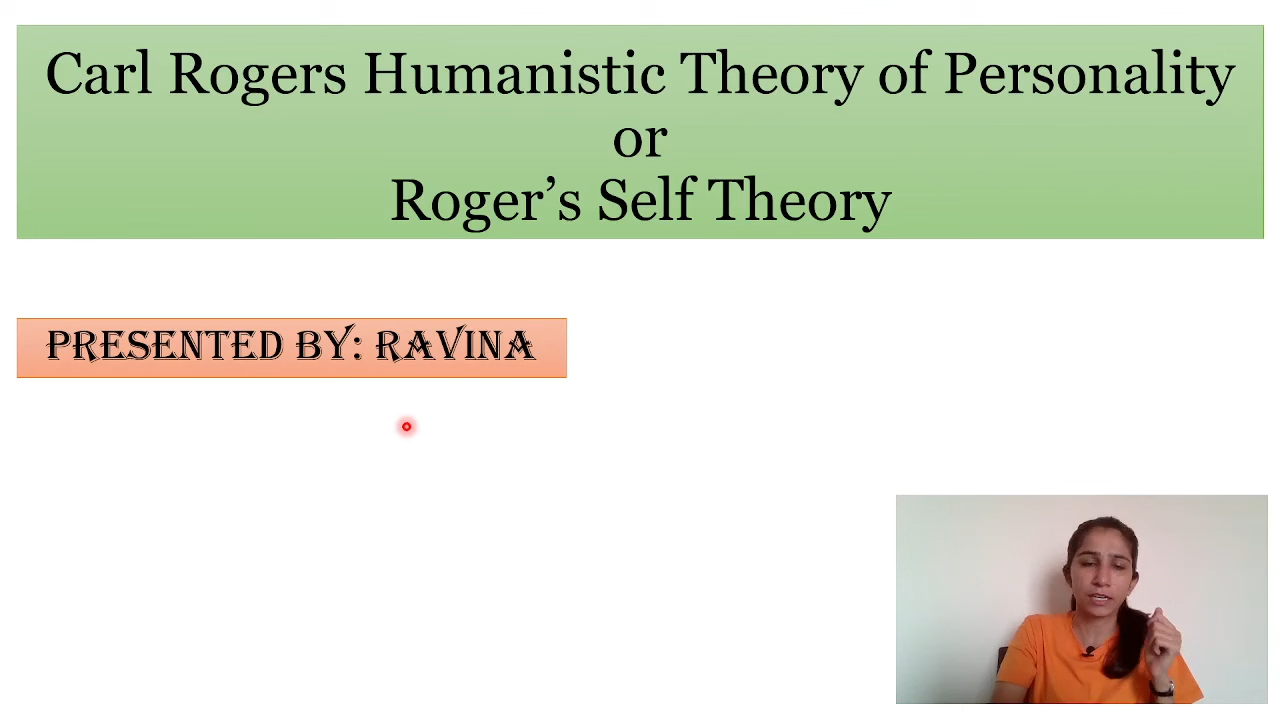 Carl Rogers Humanistic Theory of Personality
or
Roger’s Self Theory
PRESENTED BY: RAVINA